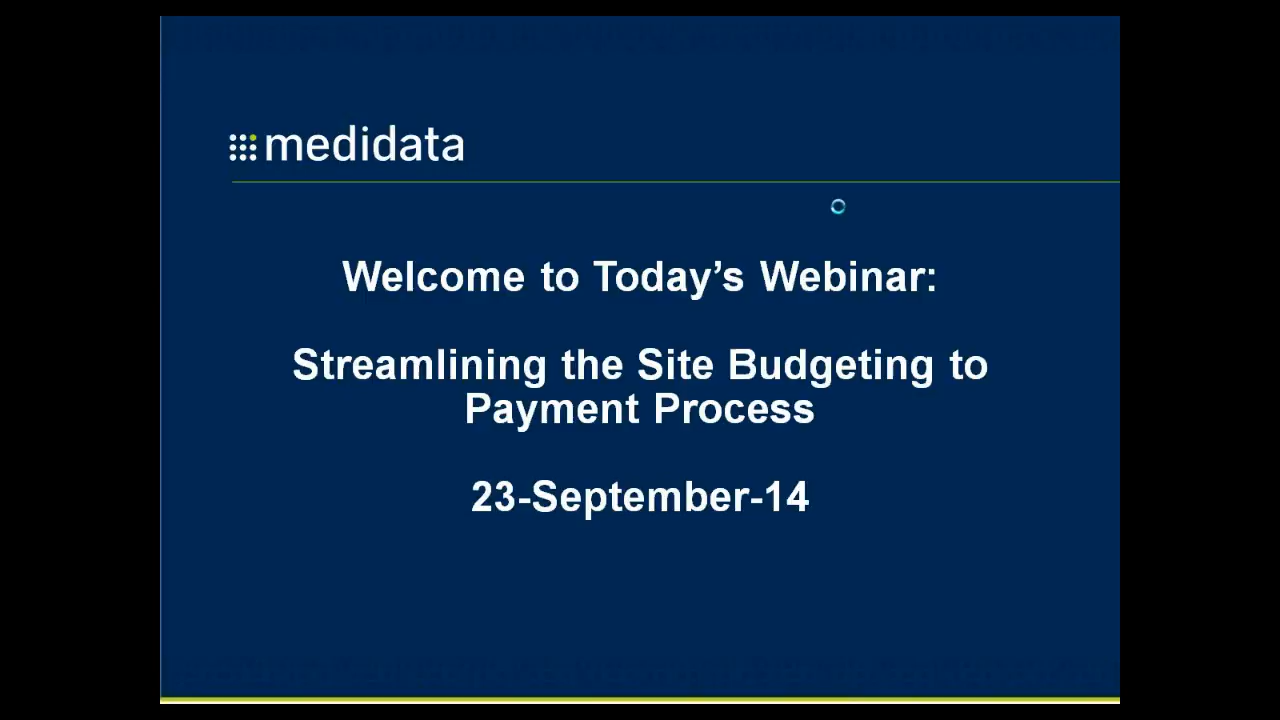 medidata
Welcome to Today’s Webinar:
Streamlining the Site Budgeting to
Payment Process
23-September-14